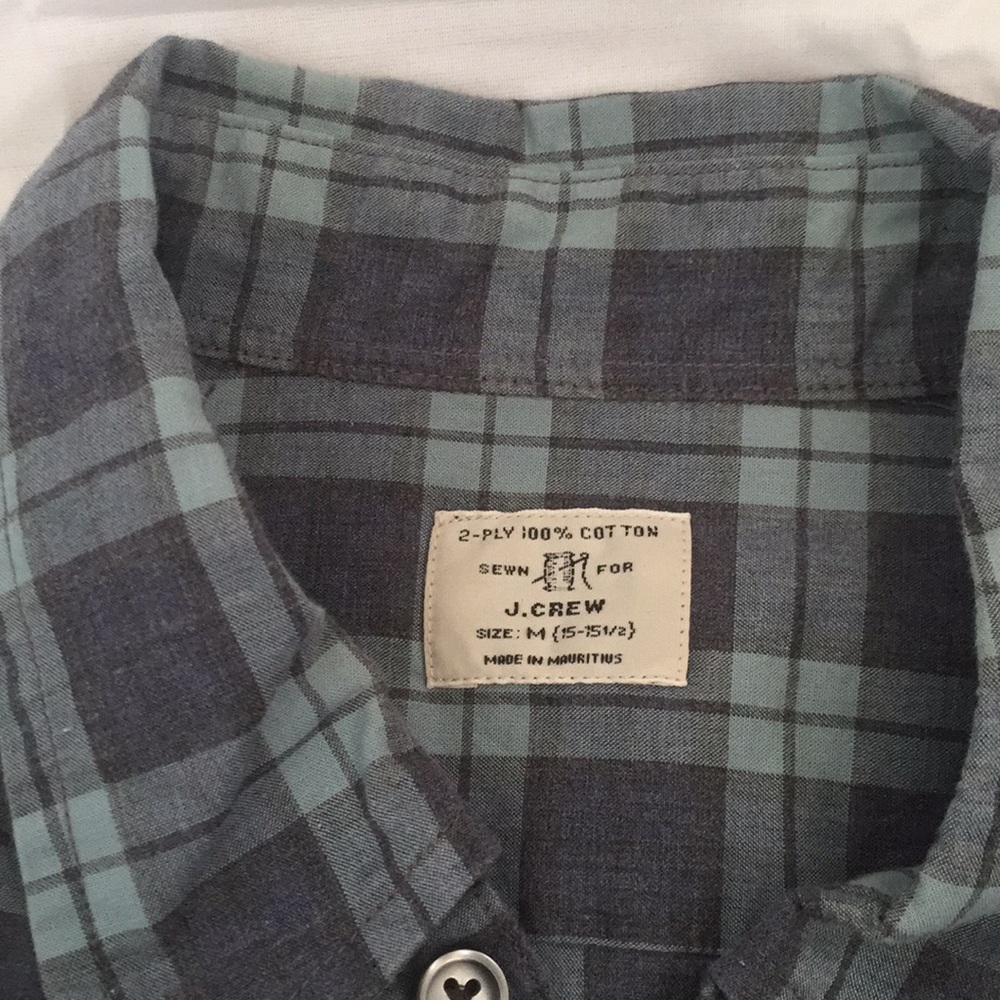 2-PLY 100% COTTON
SEWN FOR
J.CREW
SIZE: M {15-15 1/2}
MADE IN MAURITIUS